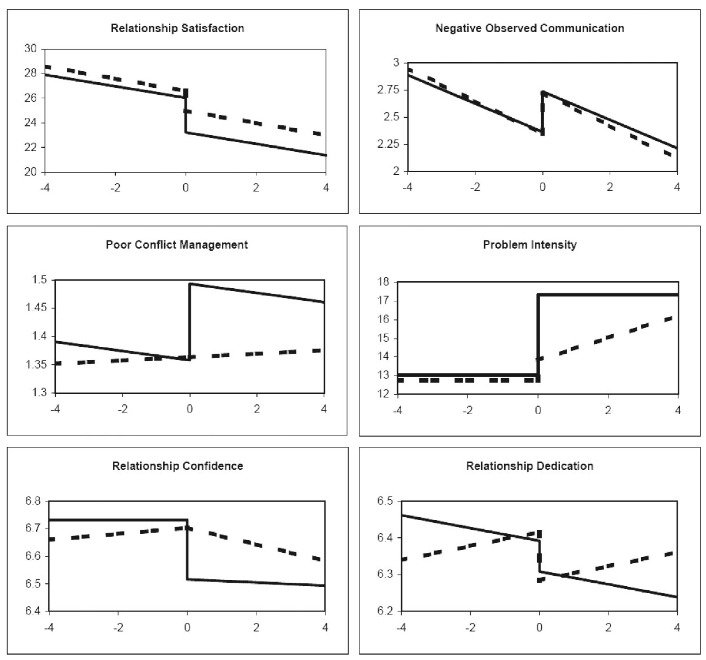 Relationship Satisfaction
30
28
26
24
22
20
-4 -2 0 2 4
Negative Observed Communication
3
2.75
2.5
2.25
2
-4 -2 0 2 4
Poor Conflict Management
1.5
1.45
1.4
1.35
1.3
-4 -2 0 2 4
Problem Intensity
18
17
16
14
13
12
-4 -2 0 2 4
Relationship Confidence
6.8
6.7
6.6
6.5
6.4
-4 -2 0 2 4
Relationship Dedication
6.5
6.4
6.3
6.2
-4 -2 0 2 4